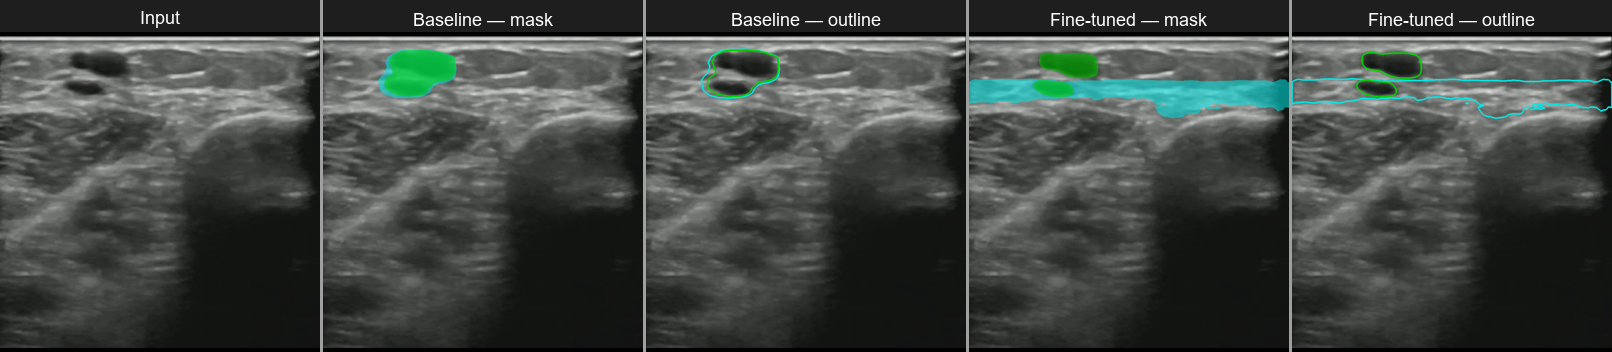 Input
Baseline — mask
Baseline — outline
Fine-tuned — mask
Fine-tuned — outline